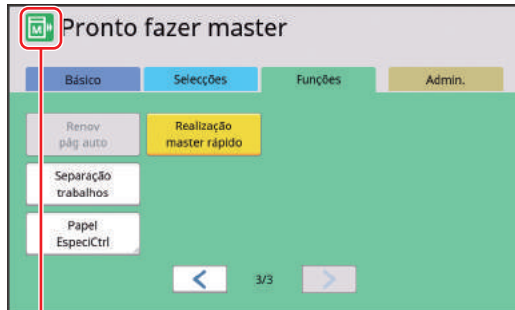 M Pronto fazer master
Básico Selecções Funções Admin.
Renov
pág auto
Realização
master rápido
Separação
trabalhos
Papel
EspeciCtrl
< 3/3 >